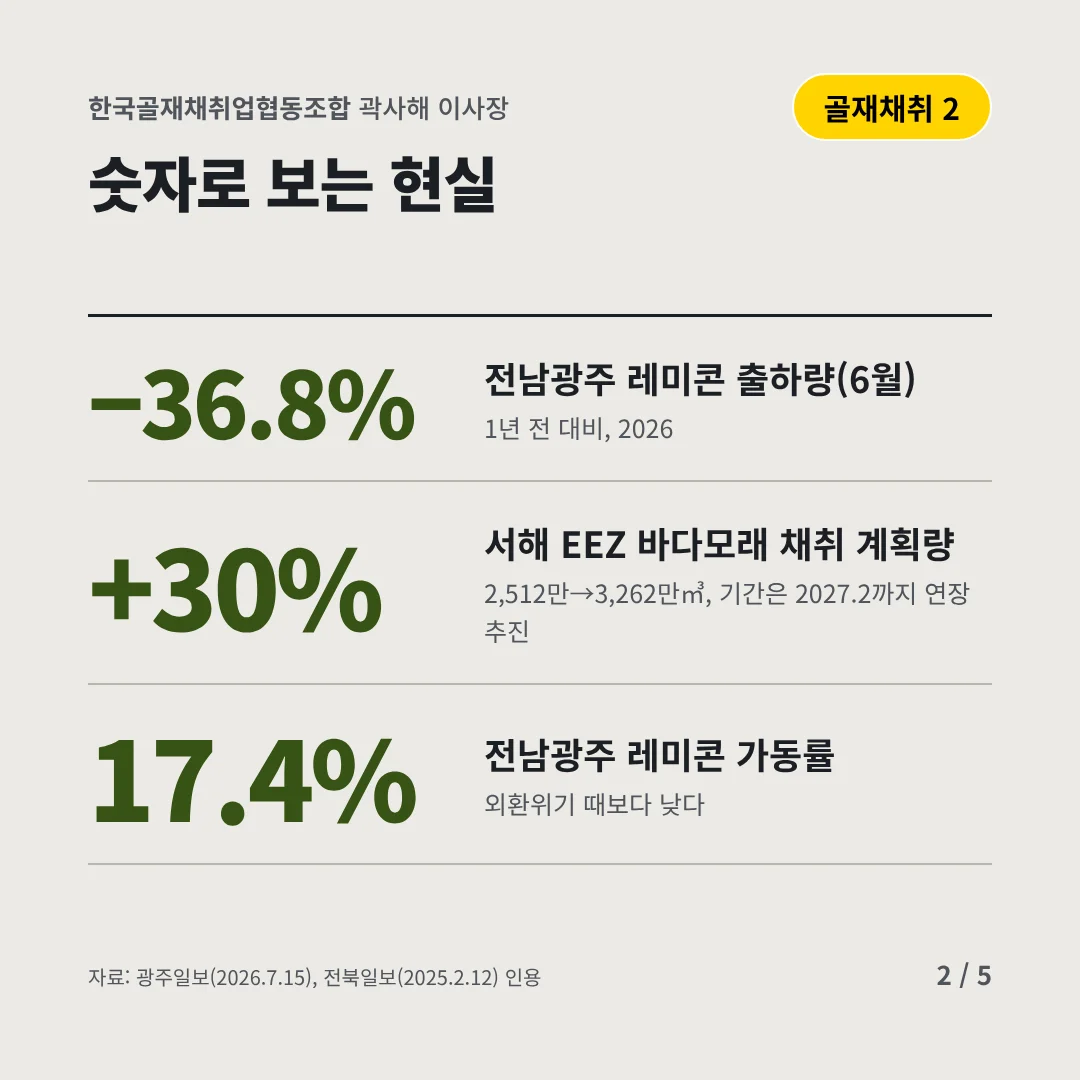 한국골재채취업협동조합 곽사해 이사장
골재채취 2
숫자로 보는 현실
−36.8%
전남광주 레미콘 출하량(6월)
1년 전 대비, 2026
+30%
서해 EEZ 바다모래 채취 계획량
2,512만→3,262만㎥, 기간은 2027.2까지 연장
추진
17.4%
전남광주 레미콘 가동률
외환위기 때보다 낮다
자료: 광주일보(2026.7.15), 전북일보(2025.2.12) 인용
2 / 5